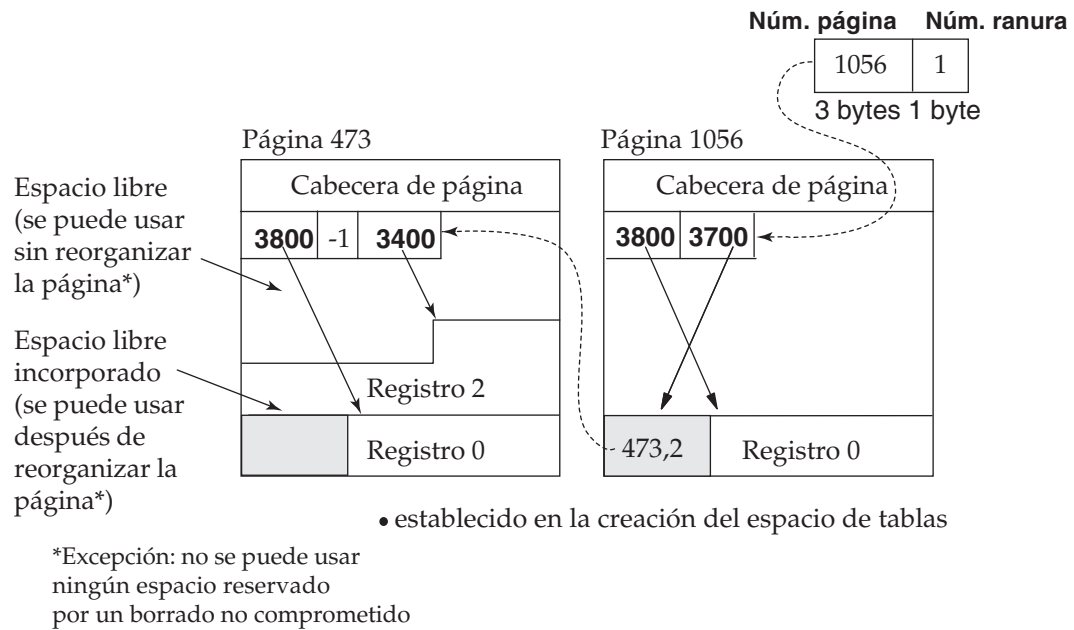 Núm. página Núm. ranura
1056 1
3 bytes 1 byte
Página 473
Página 1056
Cabecera de página
Cabecera de página
3800 -1 3400
3800 3700
Espacio libre
(se puede usar
sin reorganizar
la página*)
Espacio libre
incorporado
(se puede usar
después de
reorganizar la
página*)
Registro 2
Registro 0
473,2
Registro 0
• establecido en la creación del espacio de tablas
*Excepción: no se puede usar
ningún espacio reservado
por un borrado no comprometido